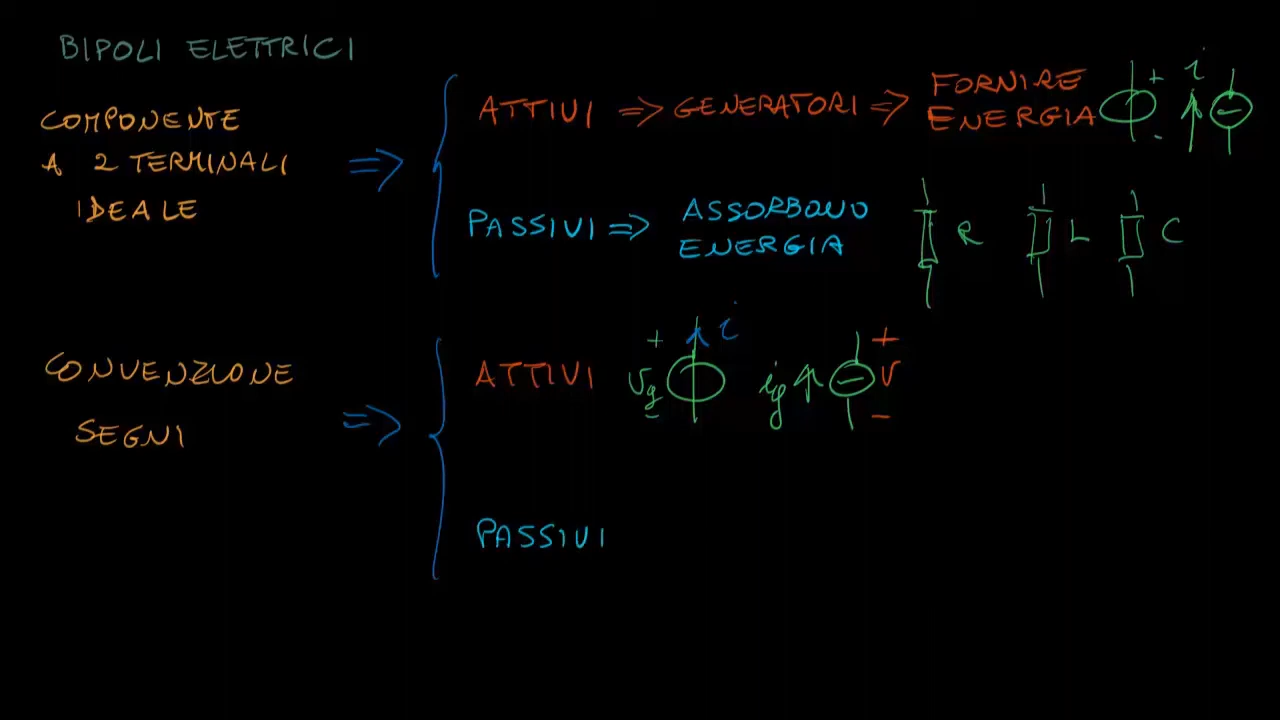 BIPOLI ELETTRICI
COMPONENTE
A 2 TERMINALI
IDEALE
ATTIVI ⇒ GENERATORI ⇒ FORNIRE
ENERGIA
+ - i
PASSIVI ⇒ ASSORBONO
ENERGIA
R L C
CONVENZIONE
SEGNI
ATTIVI
+ Vg - i
ig + V -
PASSIVI